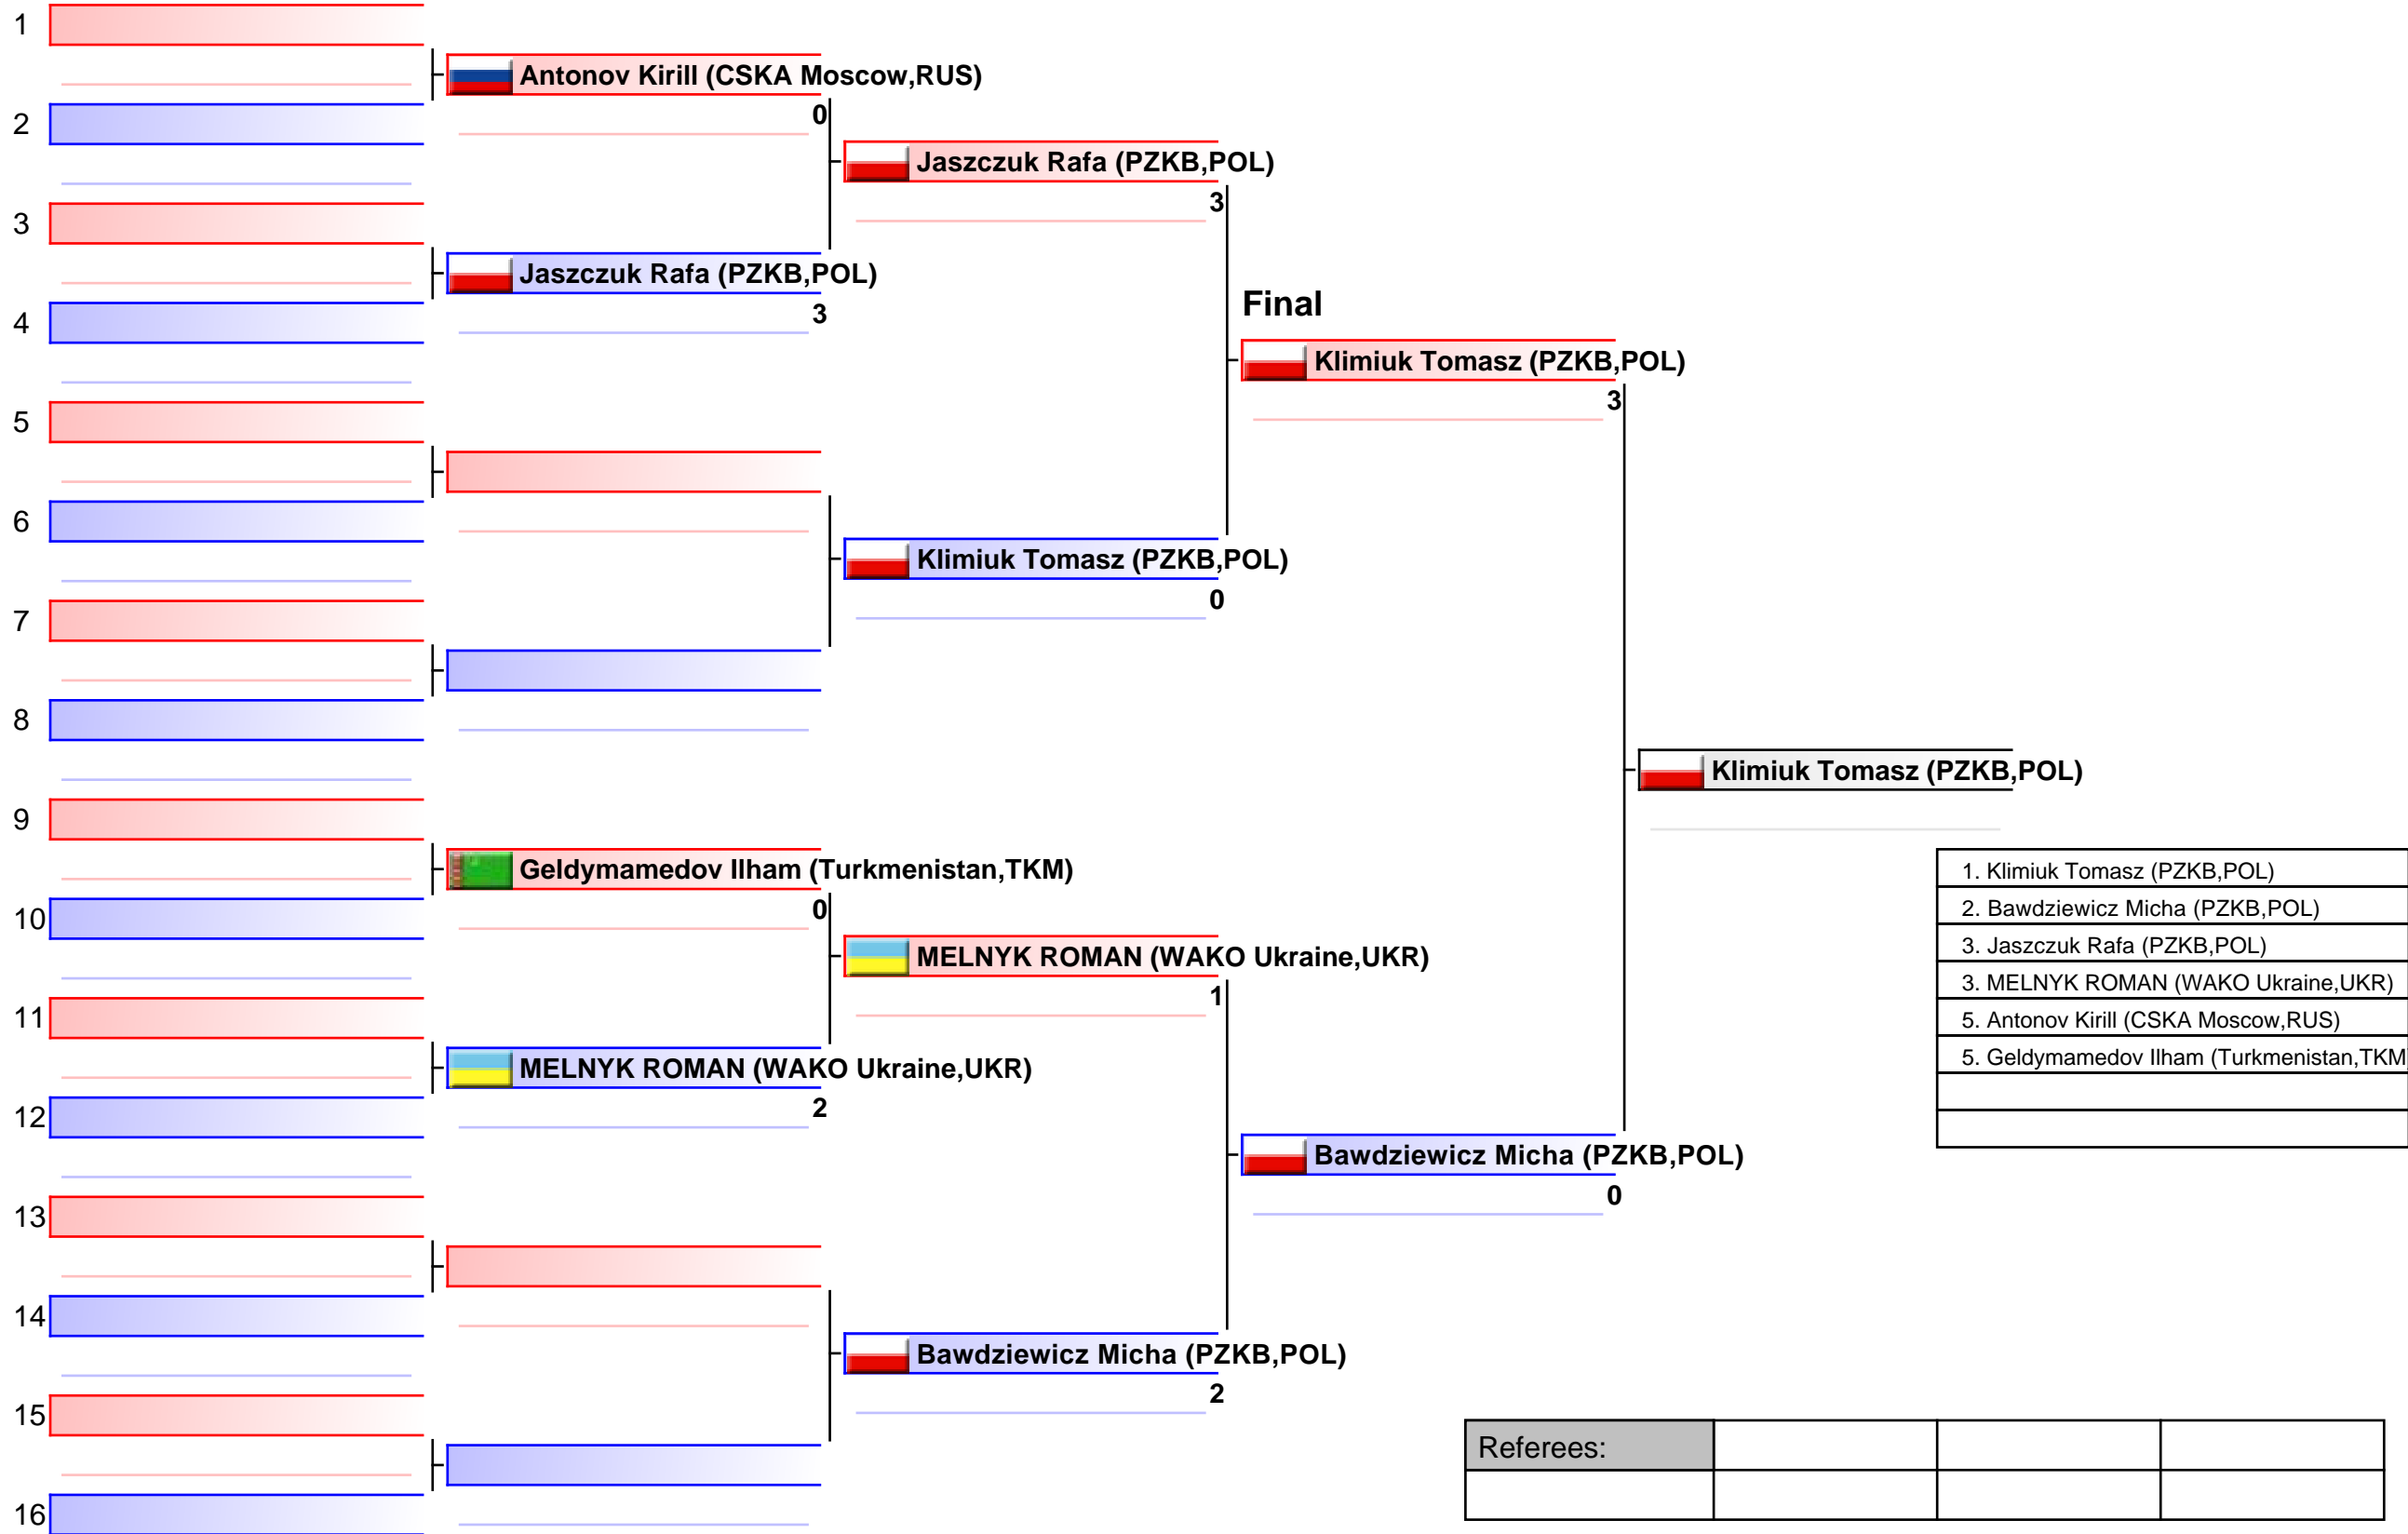 1
Antonov Kirill (CSKA Moscow,RUS)
0
2
Jaszczuk Rafa (PZKB,POL)
3
3
Jaszczuk Rafa (PZKB,POL)
3
4
Final
Klimiuk Tomasz (PZKB,POL)
3
5
6
Klimiuk Tomasz (PZKB,POL)
0
7
8
Klimiuk Tomasz (PZKB,POL)
9
Geldymamedov Ilham (Turkmenistan,TKM)
0
10
MELNYK ROMAN (WAKO Ukraine,UKR)
1
11
MELNYK ROMAN (WAKO Ukraine,UKR)
2
12
Bawdziewicz Micha (PZKB,POL)
0
13
14
Bawdziewicz Micha (PZKB,POL)
2
15
16
1. Klimiuk Tomasz (PZKB,POL)
2. Bawdziewicz Micha (PZKB,POL)
3. Jaszczuk Rafa (PZKB,POL)
3. MELNYK ROMAN (WAKO Ukraine,UKR)
5. Antonov Kirill (CSKA Moscow,RUS)
5. Geldymamedov Ilham (Turkmenistan,TKM
Referees: